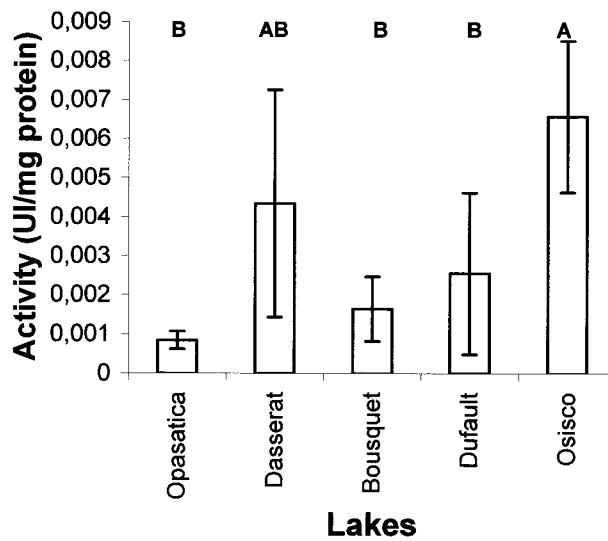 B AB B B A
0,009
0,008
0,007
0,006
0,005
0,004
0,003
0,002
0,001
0
Activity (UI/mg protein)
Opasatica
Dasserat
Bousquet
Dufault
Osisco
Lakes